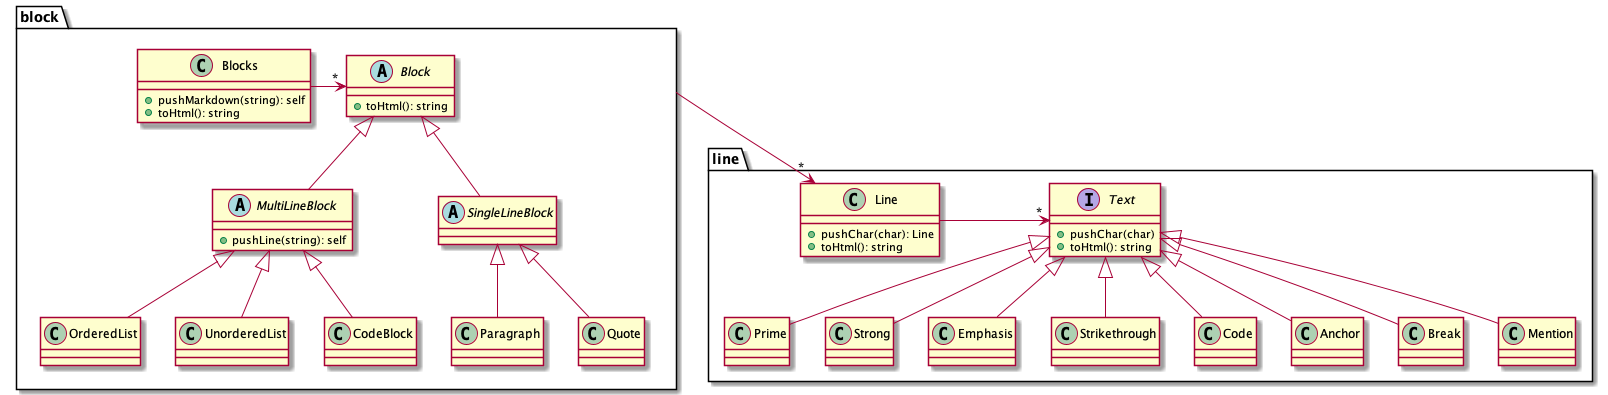 block
C Blocks
pushMarkdown(string): self
toHtml(): string
*
A Block
toHtml(): string
A MultiLineBlock
pushLine(string): self
A SingleLineBlock
C OrderedList
C UnorderedList
C CodeBlock
C Paragraph
C Quote
line
*
C Line
pushChar(char): Line
toHtml(): string
*
I Text
pushChar(char)
toHtml(): string
C Prime
C Strong
C Emphasis
C Strikethrough
C Code
C Anchor
C Break
C Mention